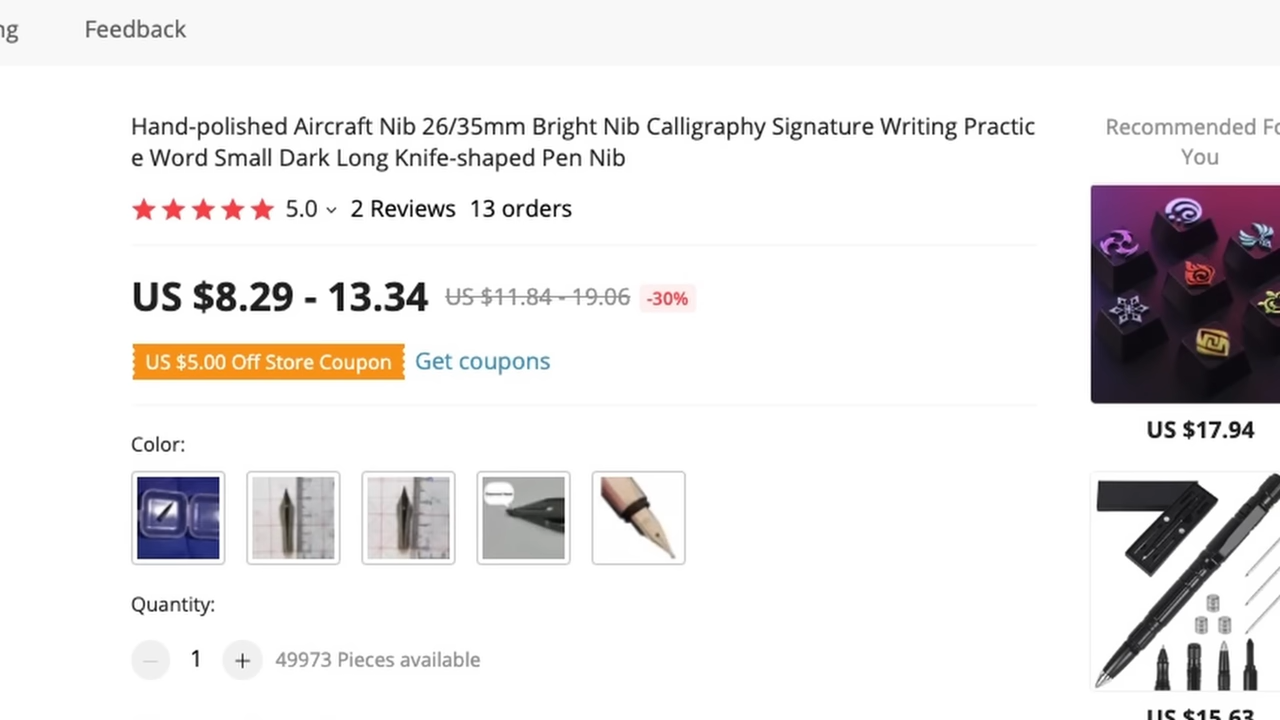 Feedback
Hand-polished Aircraft Nib 26/35mm Bright Nib Calligraphy Signature Writing Practic
e Word Small Dark Long Knife-shaped Pen Nib
5.0 2 Reviews 13 orders
US $8.29 - 13.34 US $11.84 - 19.06 -30%
US $5.00 Off Store Coupon Get coupons
Color:
Quantity:
1 49973 Pieces available
Recommended Fo
You
US $17.94
US $15.63